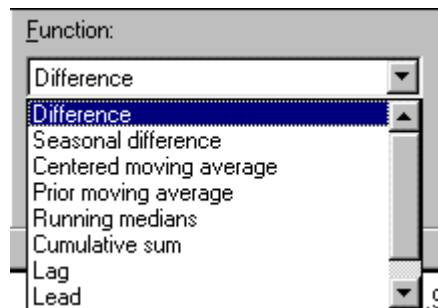 Function:
Difference
Difference
Seasonal difference
Centered moving average
Prior moving average
Running medians
Cumulative sum
Lag
Lead